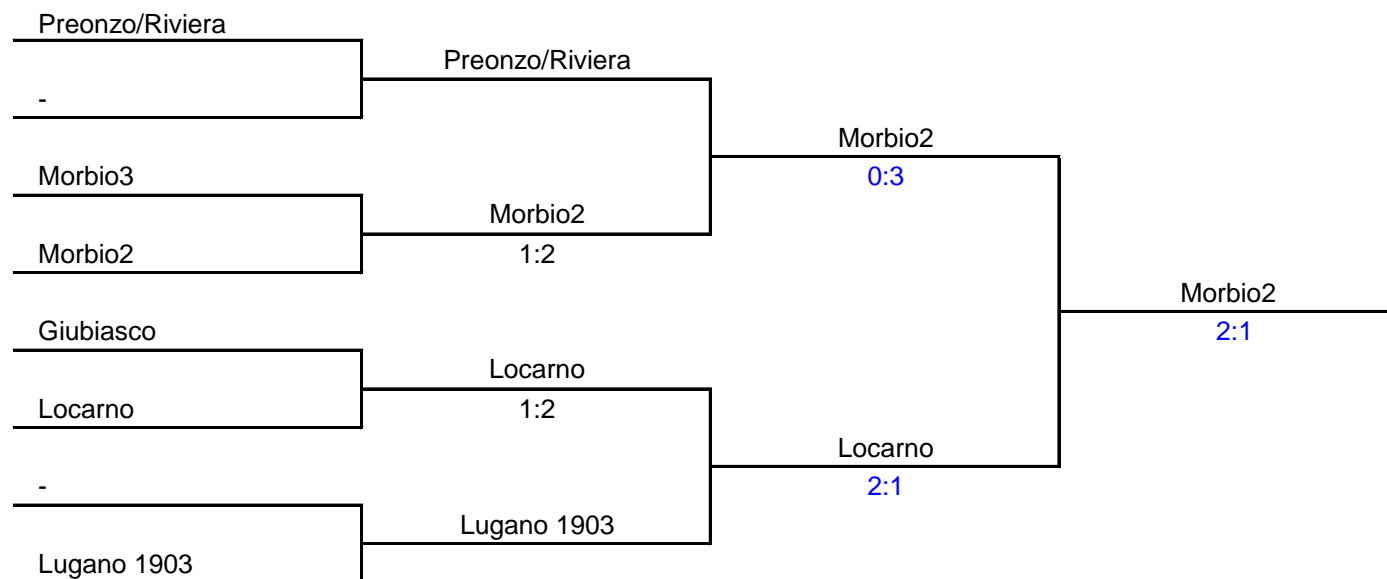 Preonzo/Riviera
Preonzo/Riviera
-
Morbio2
Morbio3
0:3
Morbio2
Morbio2
1:2
Morbio2
Giubiasco
2:1
Locarno
Locarno
1:2
Locarno
-
2:1
Lugano 1903
Lugano 1903